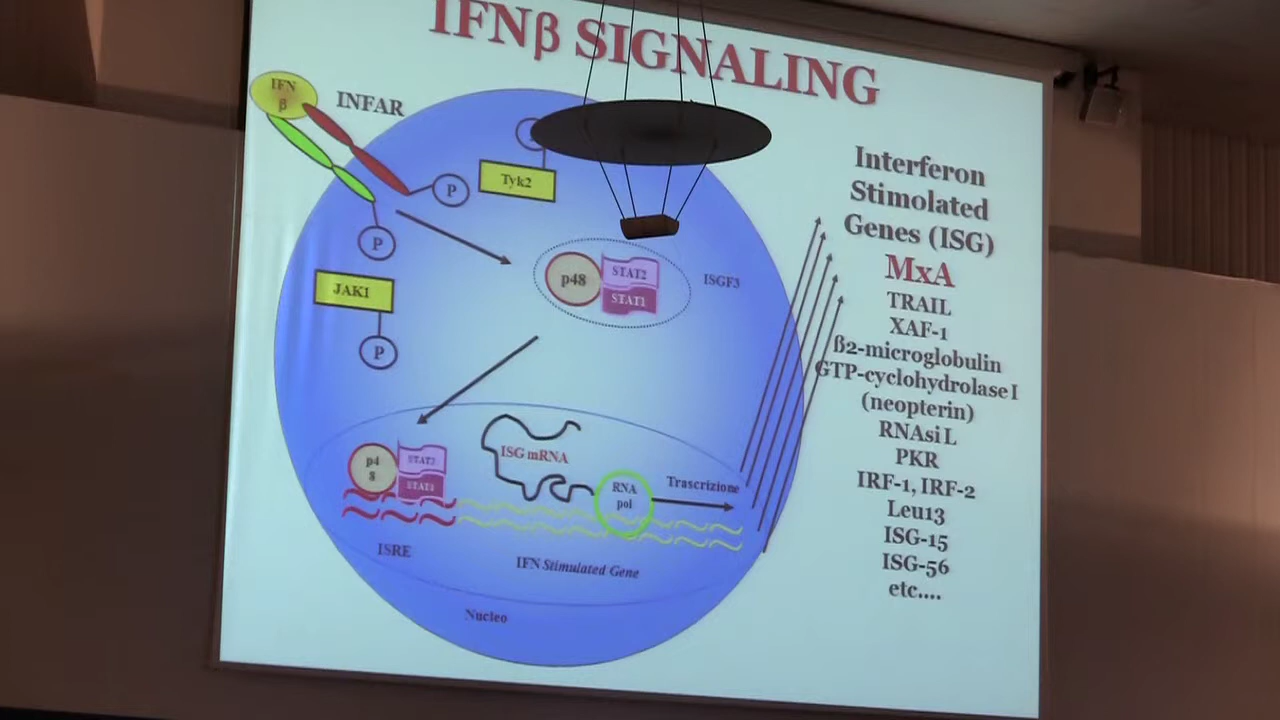 IFNβ SIGNALING
IFN
β
INFAR
P
Tyk2
P
JAK1
P
p48
STAT2
STAT1
ISGF3
p4
8
STAT2
STAT1
ISG mRNA
RNA
pol
Trascrizione
ISRE
IFN Stimulated Gene
Nucleo
Interferon
Stimolated
Genes (ISG)
MxA
TRAIL
XAF-1
ß2-microglobulin
GTP-cyclohydrolase I
(neopterin)
RNAsi L
PKR
IRF-1, IRF-2
Leu13
ISG-15
ISG-56
etc....